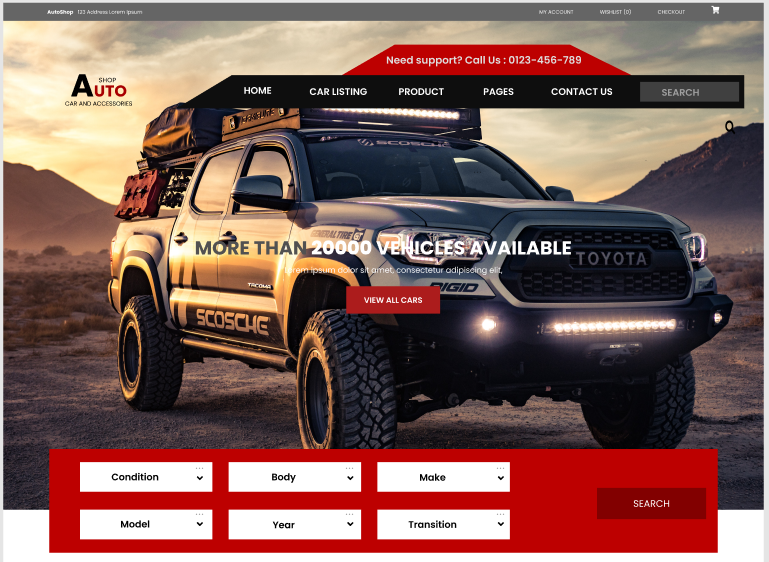 AutoShop 123 Address Lorem Ipsum
MY ACCOUNT WISHLIST (0) CHECKOUT
Need support? Call Us : 0123-456-789
SHOP
AUTO
CAR AND ACCESSORIES
HOME CAR LISTING PRODUCT PAGES CONTACT US SEARCH
SCOSCHE
GENERAL TIRE
MORE THAN 20000 VEHICLES AVAILABLE
TOYOTA
Lorem ipsum dolor sit amet, consectetur adipiscing elit,
TACOMA
RIGID
VIEW ALL CARS
SCOSCHE
Condition Body Make
Model Year Transition
SEARCH